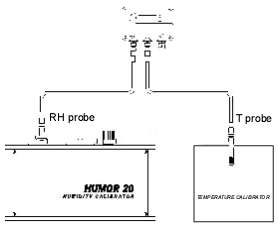 RH probe
T probe
HUMOR 20
HUMIDITY CALIBRATOR
TEMPERATURE CALIBRATOR